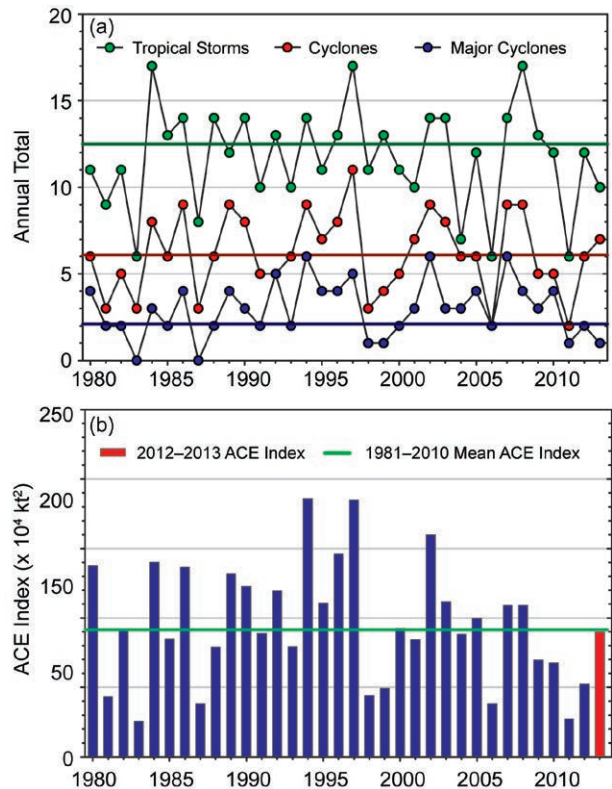 (a)
Tropical Storms Cyclones Major Cyclones
Annual Total
20
15
10
5
0
1980 1985 1990 1995 2000 2005 2010
(b)
2012–2013 ACE Index 1981–2010 Mean ACE Index
ACE Index (x 10⁴ kt²)
250
200
150
50
0
1980 1985 1990 1995 2000 2005 2010